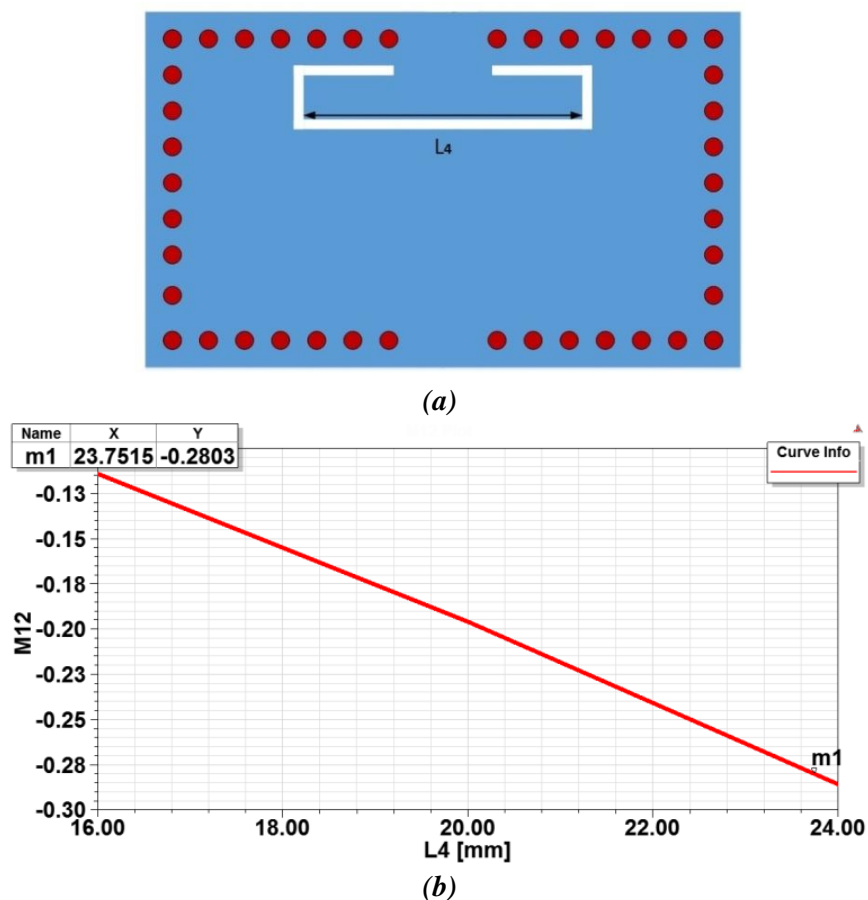 L4
(a)
Name X Y
m1 23.7515 -0.2803
Curve Info
-0.13
-0.15
-0.18
-0.20
-0.23
-0.25
-0.28
-0.30
M12
m1
16.00 18.00 20.00 22.00 24.00
L4 [mm]
(b)